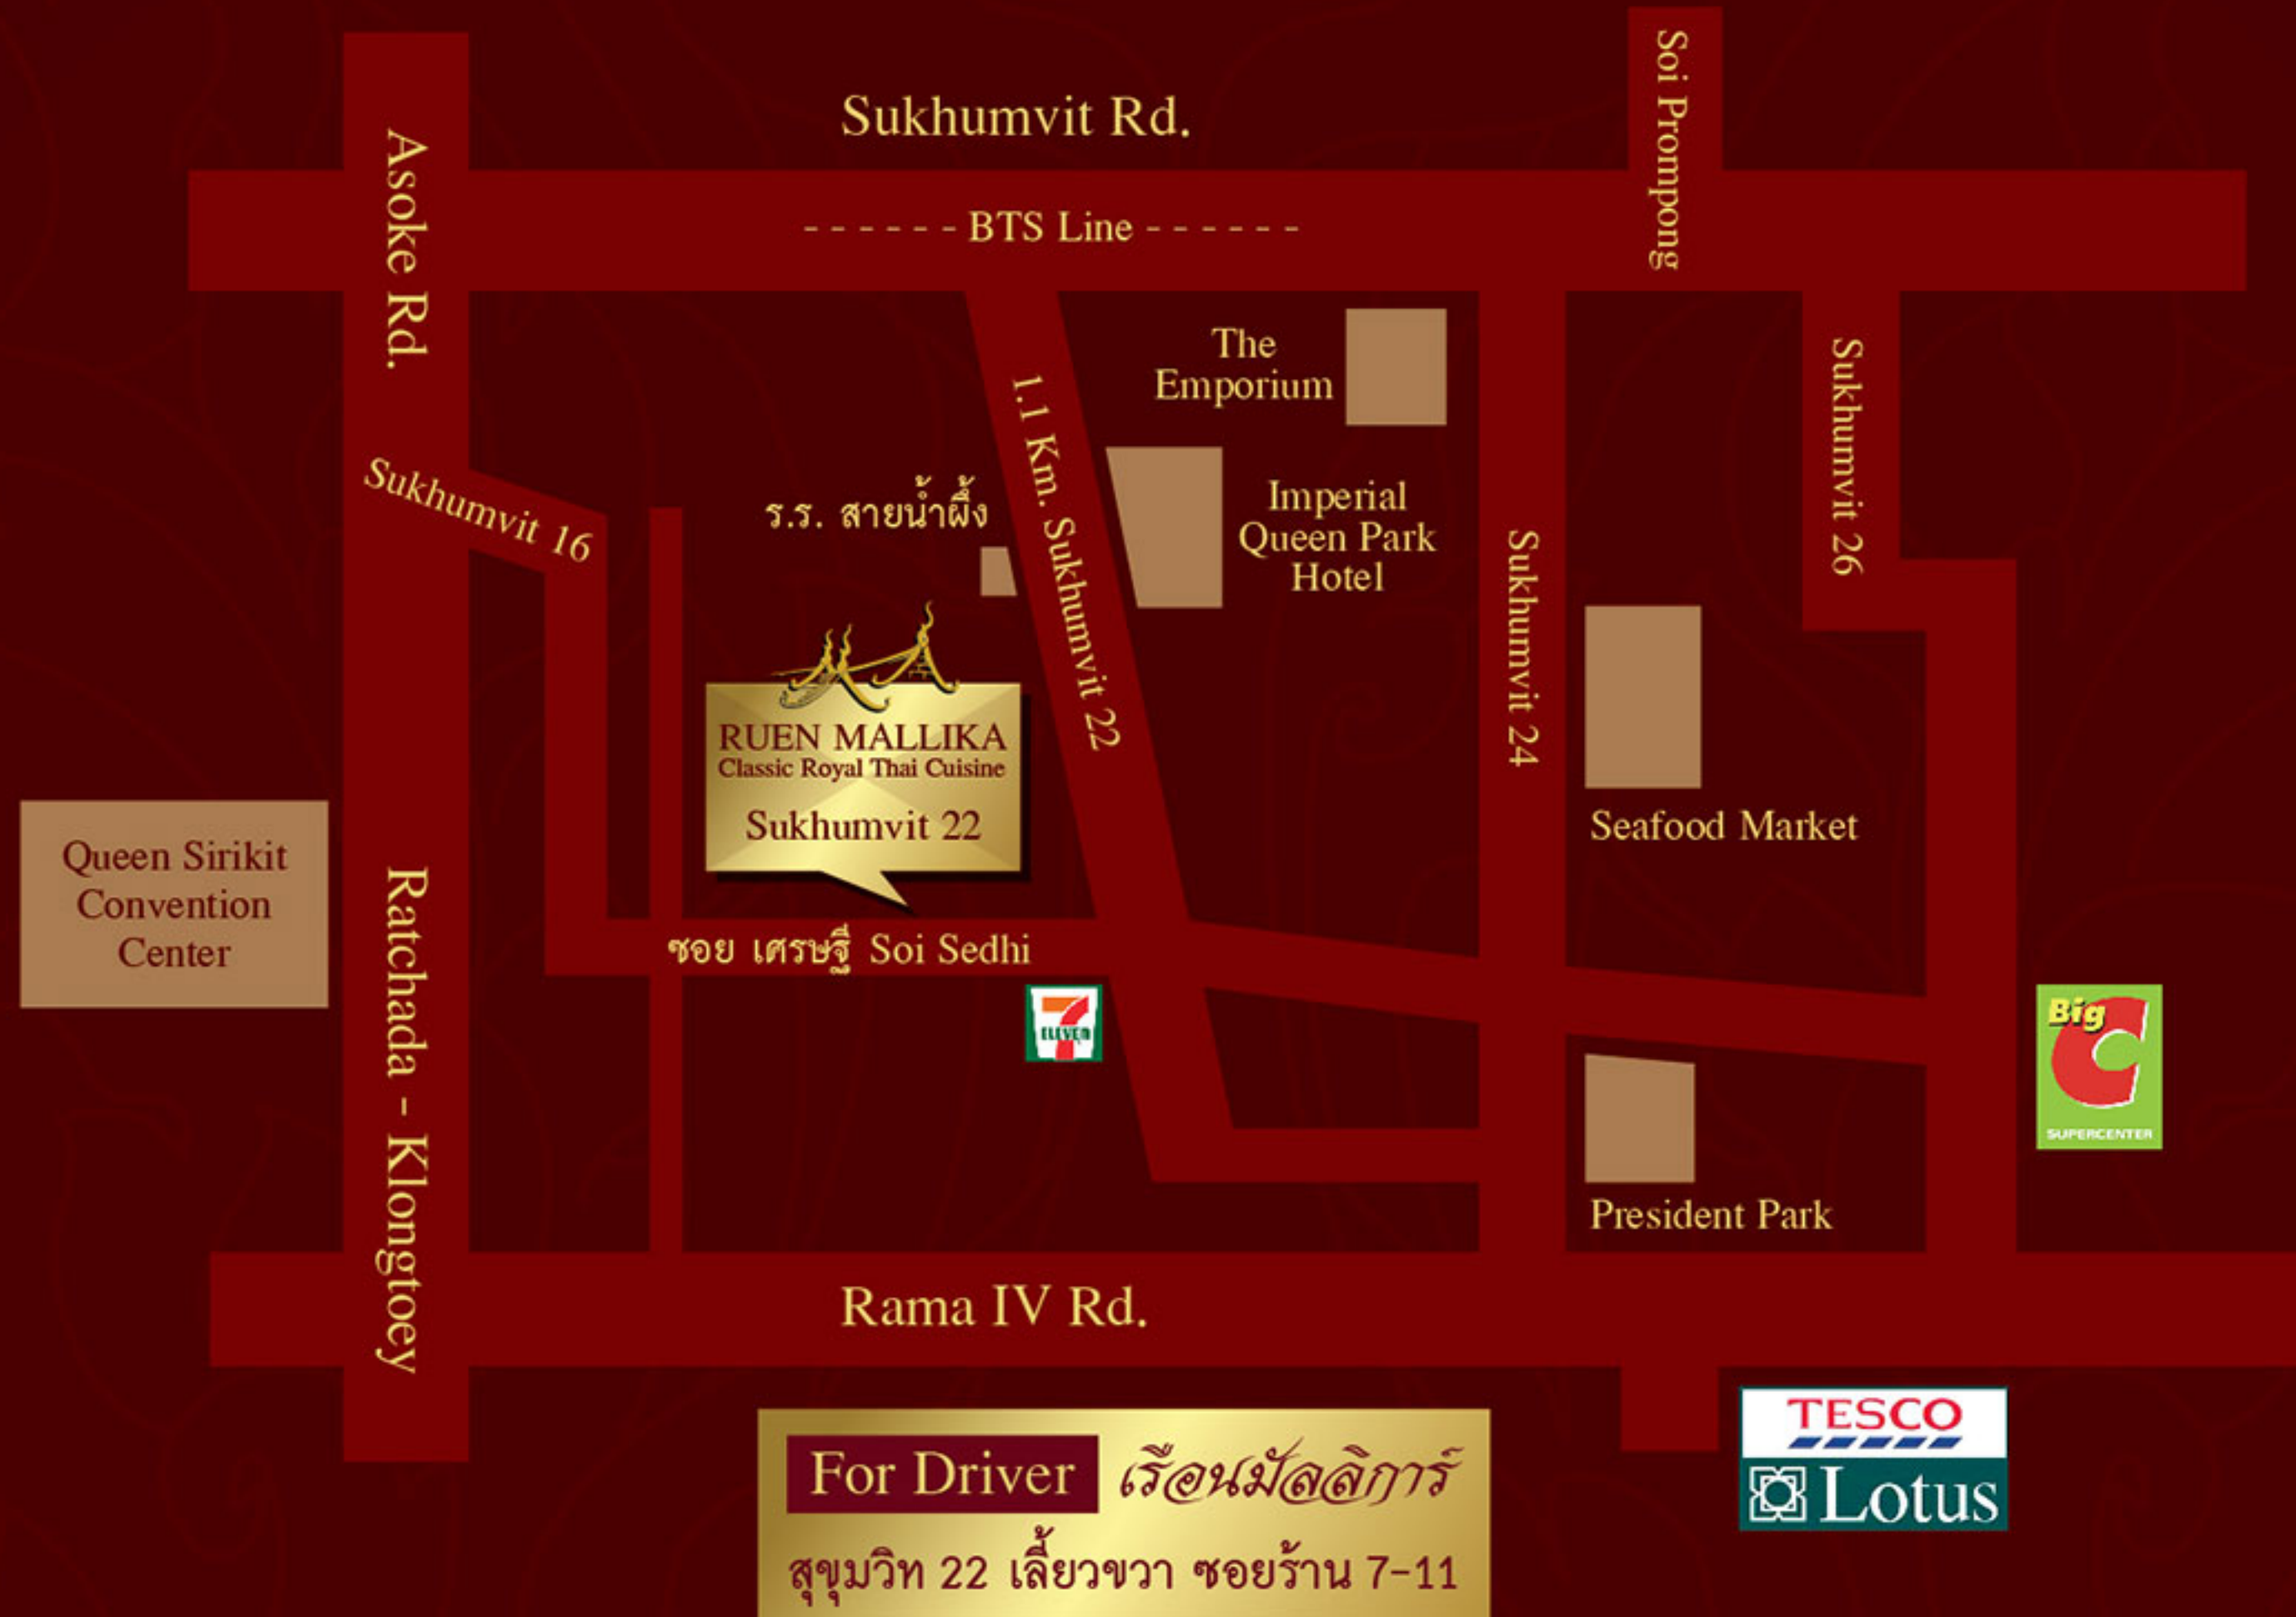 Soi Prompong
Sukhumvit Rd.
Asoke Rd.
------ BTS Line ------
The
Emporium
Sukhumvit 26
1.1 Km. Sukhumvit 22
Sukhumvit 16
ร.ร. สายน้ำผึ้ง
Imperial
Queen Park
Hotel
Sukhumvit 24
RUEN MALLIKA
Classic Royal Thai Cuisine
Sukhumvit 22
Seafood Market
Queen Sirikit
Convention
Center
Ratchada - Klongtoey
ซอย เศรษฐี Soi Sedhi
7
ELEVEN
Big
C
SUPERCENTER
President Park
Rama IV Rd.
TESCO
Lotus
For Driver เรือนมัลลิการ์
สุขุมวิท 22 เลี้ยวขวา ซอยร้าน 7-11